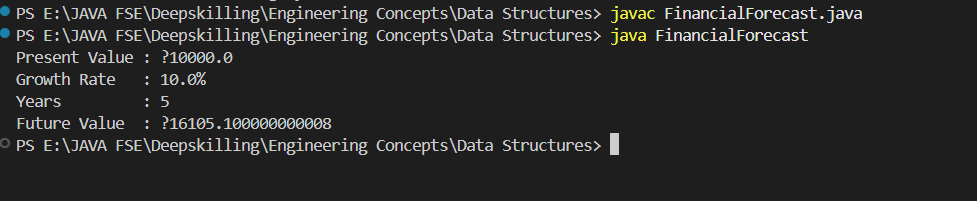 PS E:\JAVA FSE\Deepskilling\Engineering Concepts\Data Structures> javac FinancialForecast.java
PS E:\JAVA FSE\Deepskilling\Engineering Concepts\Data Structures> java FinancialForecast
Present Value : ?10000.0
Growth Rate   : 10.0%
Years         : 5
Future Value  : ?16105.100000000008
PS E:\JAVA FSE\Deepskilling\Engineering Concepts\Data Structures>